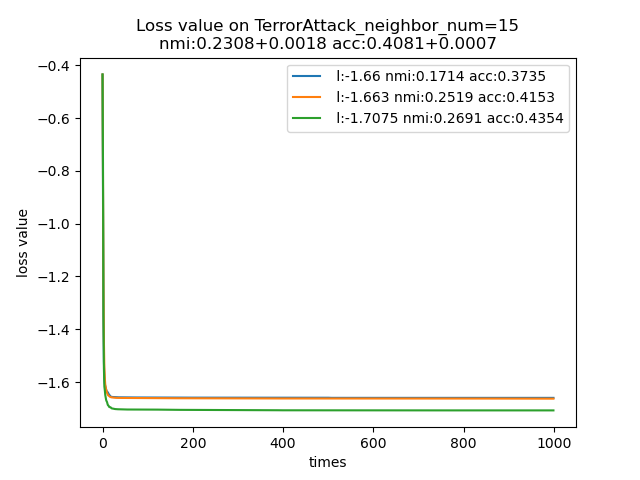 Loss value on TerrorAttack_neighbor_num=15
nmi:0.2308+0.0018 acc:0.4081+0.0007
l:-1.66 nmi:0.1714 acc:0.3735
l:-1.663 nmi:0.2519 acc:0.4153
l:-1.7075 nmi:0.2691 acc:0.4354
loss value
−0.4
−0.6
−0.8
−1.0
−1.2
−1.4
−1.6
0 200 400 600 800 1000
times